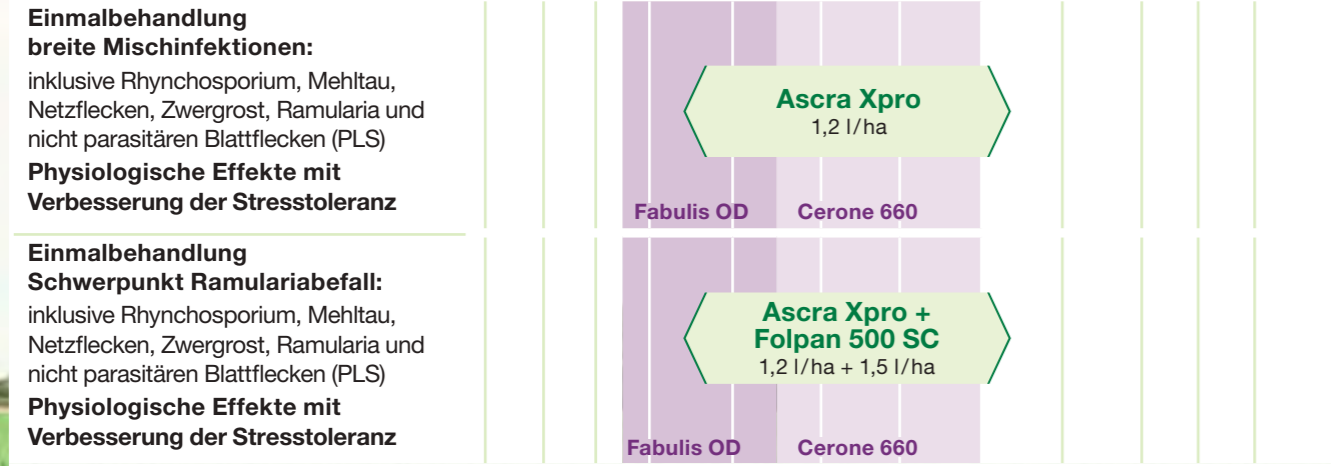 Einmalbehandlung
breite Mischinfektionen:
inklusive Rhynchosporium, Mehltau,
Netzflecken, Zwergrost, Ramularia und
nicht parasitären Blattflecken (PLS)
Physiologische Effekte mit
Verbesserung der Stresstoleranz
Ascra Xpro
1,2 l/ha
Fabulis OD
Cerone 660
Einmalbehandlung
Schwerpunkt Ramulariabefall:
inklusive Rhynchosporium, Mehltau,
Netzflecken, Zwergrost, Ramularia und
nicht parasitären Blattflecken (PLS)
Physiologische Effekte mit
Verbesserung der Stresstoleranz
Ascra Xpro +
Folpan 500 SC
1,2 l/ha + 1,5 l/ha
Fabulis OD
Cerone 660